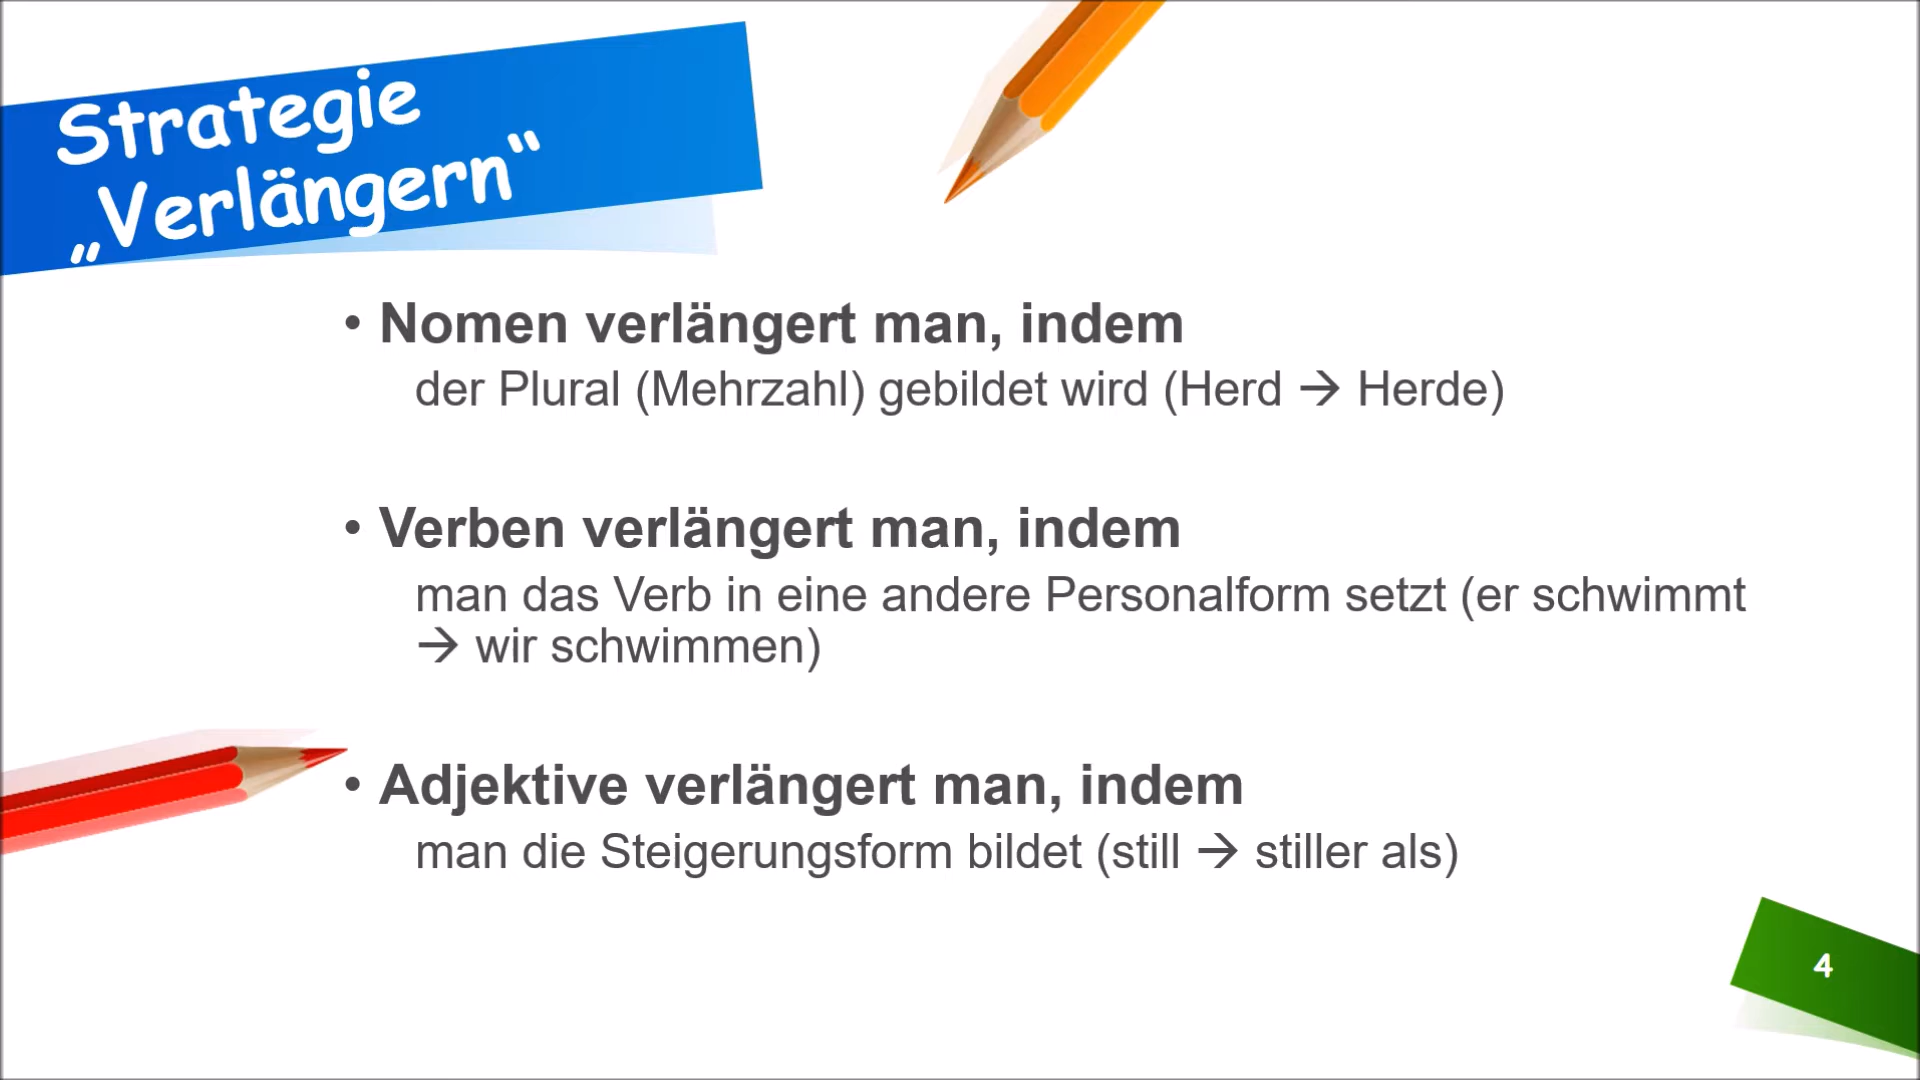 Strategie
„Verlängern“
• Nomen verlängert man, indem
der Plural (Mehrzahl) gebildet wird (Herd → Herde)
• Verben verlängert man, indem
man das Verb in eine andere Personalform setzt (er schwimmt
→ wir schwimmen)
• Adjektive verlängert man, indem
man die Steigerungsform bildet (still → stiller als)
4